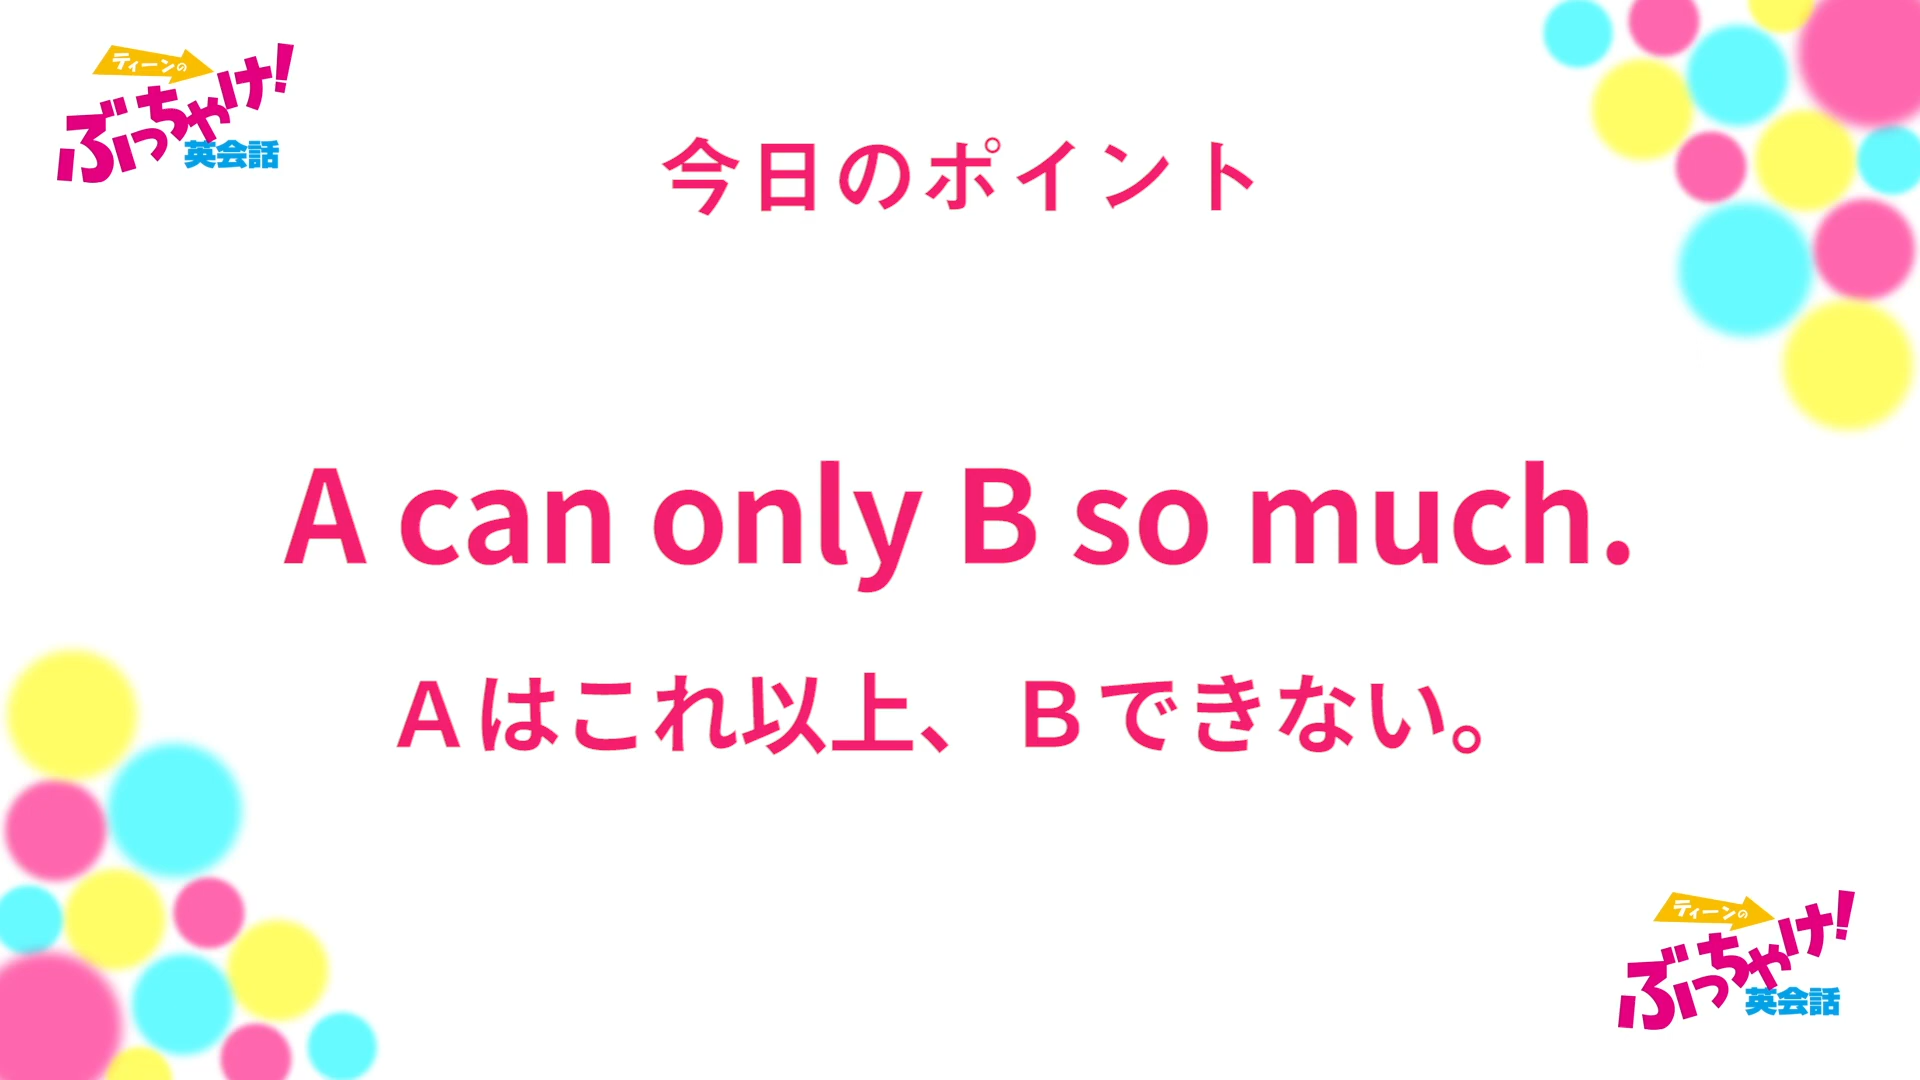 ティーンの
ぶっちゃけ!
英会話
今日のポイント
A can only B so much.
Aはこれ以上、Bできない。
ティーンの
ぶっちゃけ!
英会話